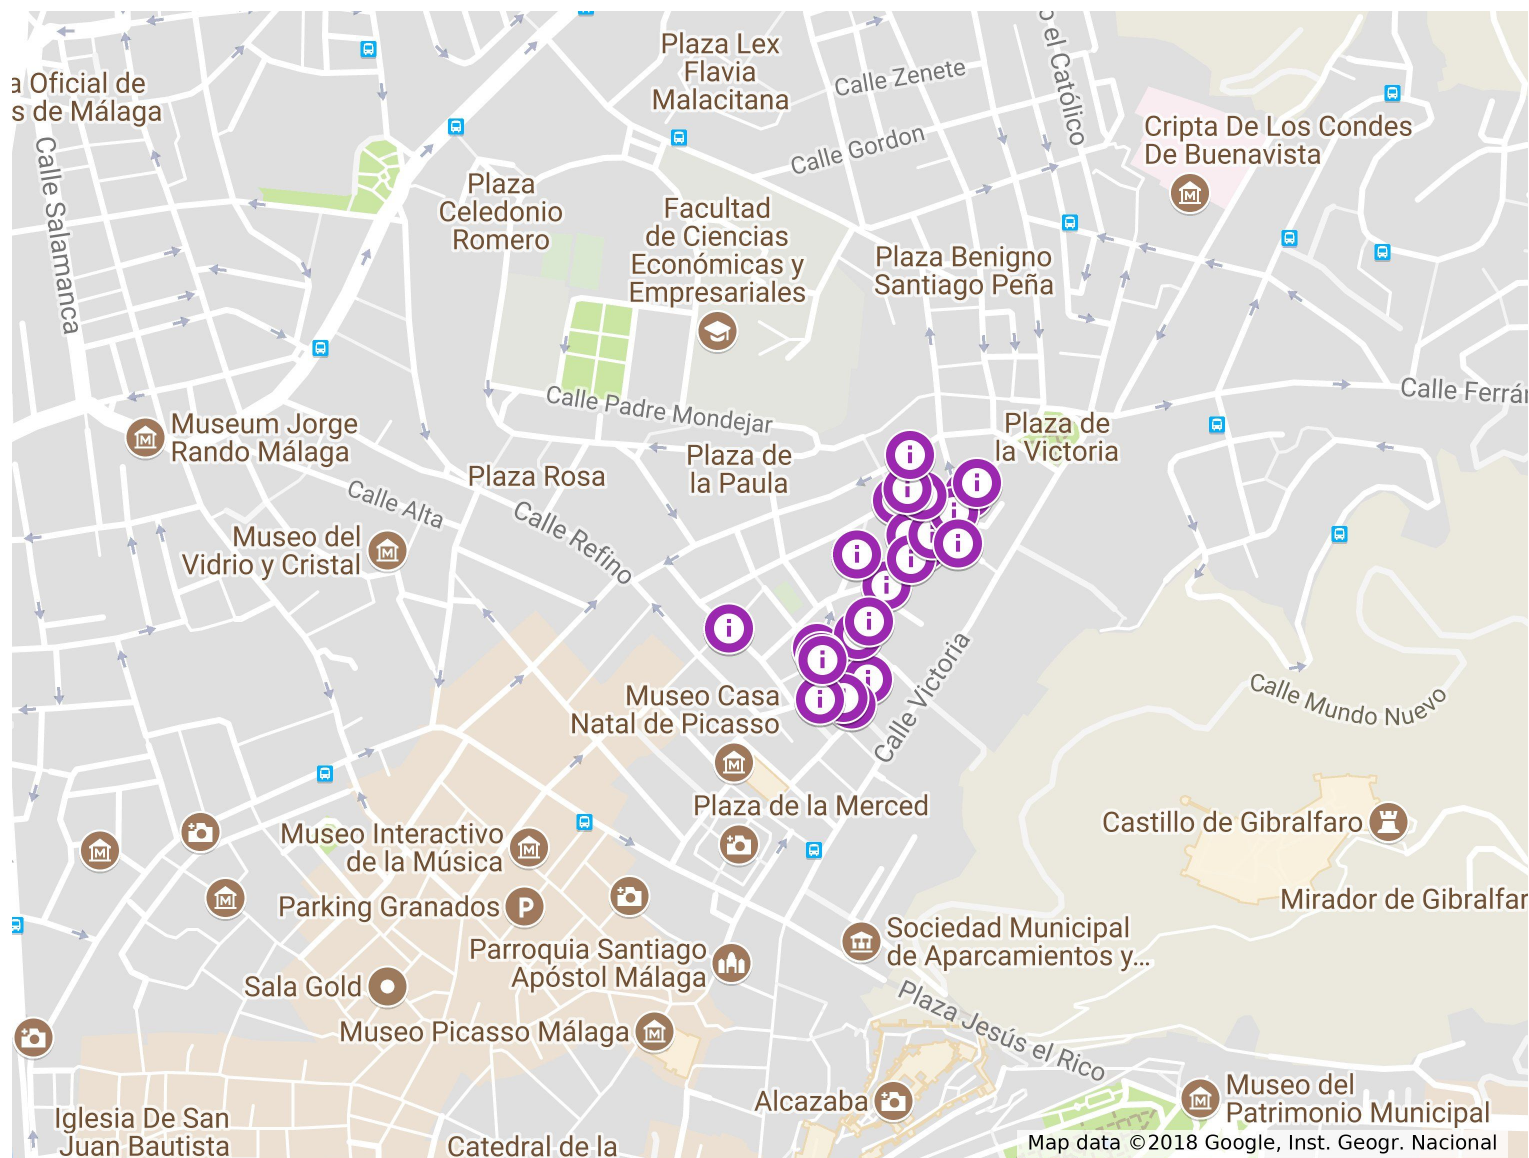 Plaza Lex
Flavia
Malacitana
Calle Zenete
o el Católico
a Oficial de
s de Málaga
Calle Gordon
Cripta De Los Condes
De Buenavista
Calle Salamanca
Plaza
Celedonio
Romero
Facultad
de Ciencias
Económicas y
Empresariales
Plaza Benigno
Santiago Peña
Calle Padre Mondejar
Calle Ferrán
Museum Jorge
Rando Málaga
Plaza de
la Victoria
Plaza de
la Paula
Plaza Rosa
Calle Alta
Calle Refino
Museo del
Vidrio y Cristal
Calle Victoria
Calle Mundo Nuevo
Museo Casa
Natal de Picasso
Plaza de la Merced
Castillo de Gibralfaro
Museo Interactivo
de la Música
Mirador de Gibralfar
Parking Granados
P
Sociedad Municipal
de Aparcamientos y...
Parroquia Santiago
Apóstol Málaga
Sala Gold
Plaza Jesús el Rico
Museo Picasso Málaga
Alcazaba
Museo del
Patrimonio Municipal
Iglesia De San
Juan Bautista
Catedral de la
Map data ©2018 Google, Inst. Geogr. Nacional